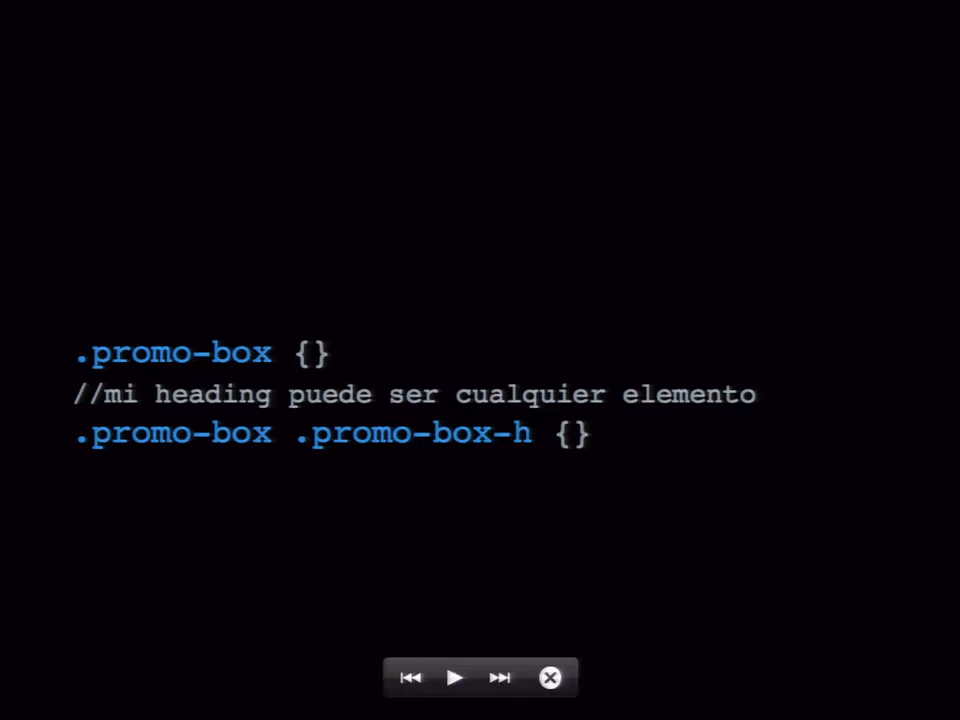 .promo-box {}
//mi heading puede ser cualquier elemento
.promo-box .promo-box-h {}